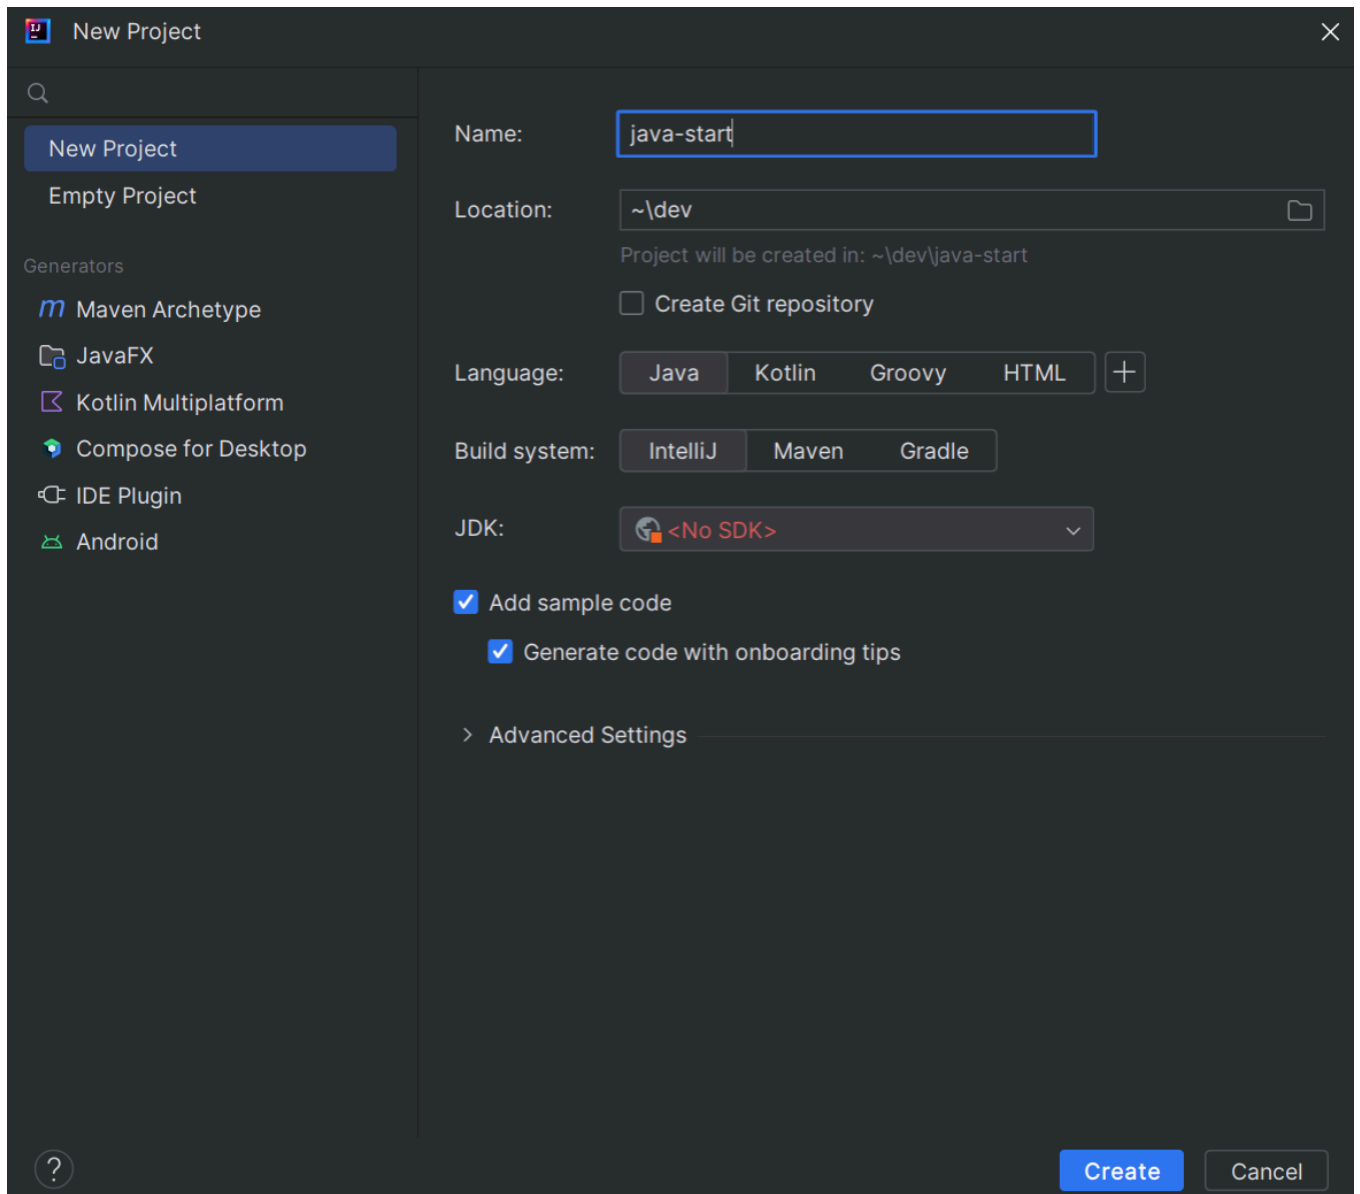 New Project
New Project
Empty Project
Generators
Maven Archetype
JavaFX
Kotlin Multiplatform
Compose for Desktop
IDE Plugin
Android
Name: java-start
Location: ~\dev
Project will be created in: ~\dev\java-start
Create Git repository
Language: Java Kotlin Groovy HTML
Build system: IntelliJ Maven Gradle
JDK: <No SDK>
Add sample code
Generate code with onboarding tips
Advanced Settings
? Create Cancel